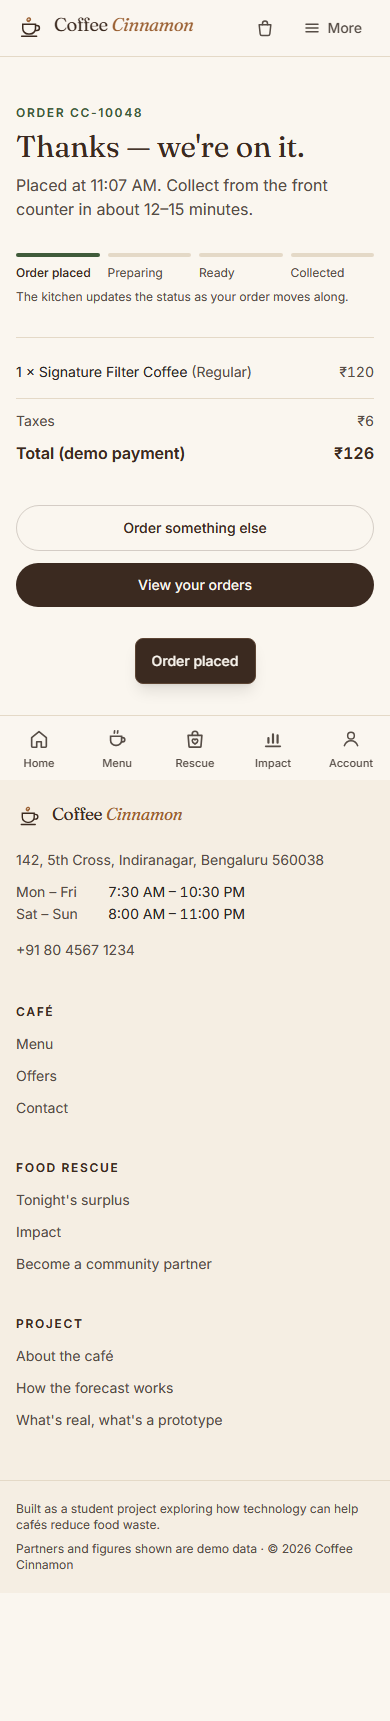 Coffee Cinnamon
More
ORDER CC-10048
Thanks — we're on it.
Placed at 11:07 AM. Collect from the front
counter in about 12–15 minutes.
Order placed
Preparing
Ready
Collected
The kitchen updates the status as your order moves along.
1 × Signature Filter Coffee (Regular) ₹120
Taxes ₹6
Total (demo payment) ₹126
Order something else
View your orders
Order placed
Home
Menu
Rescue
Impact
Account
Coffee Cinnamon
142, 5th Cross, Indiranagar, Bengaluru 560038
Mon – Fri 7:30 AM – 10:30 PM
Sat – Sun 8:00 AM – 11:00 PM
+91 80 4567 1234
CAFÉ
Menu
Offers
Contact
FOOD RESCUE
Tonight's surplus
Impact
Become a community partner
PROJECT
About the café
How the forecast works
What's real, what's a prototype
Built as a student project exploring how technology can help
cafés reduce food waste.
Partners and figures shown are demo data · © 2026 Coffee
Cinnamon